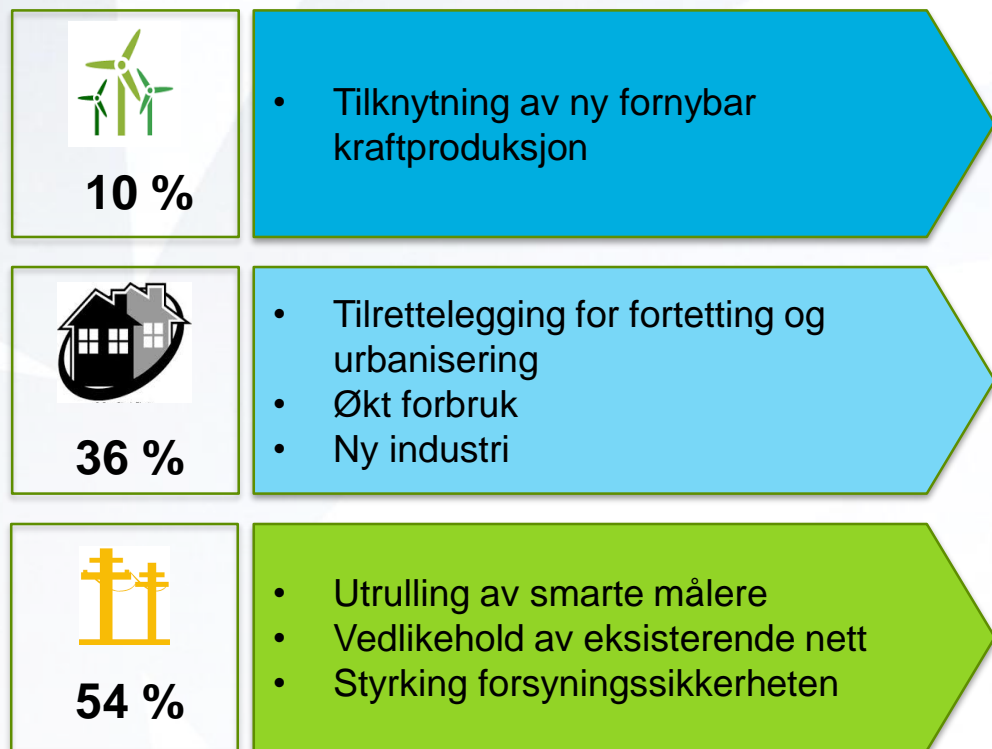 10 %
• Tilknytning av ny fornybar
kraftproduksjon
36 %
• Tilrettelegging for fortetting og
urbanisering
• Økt forbruk
• Ny industri
54 %
• Utrulling av smarte målere
• Vedlikehold av eksisterende nett
• Styrking forsyningssikkerheten